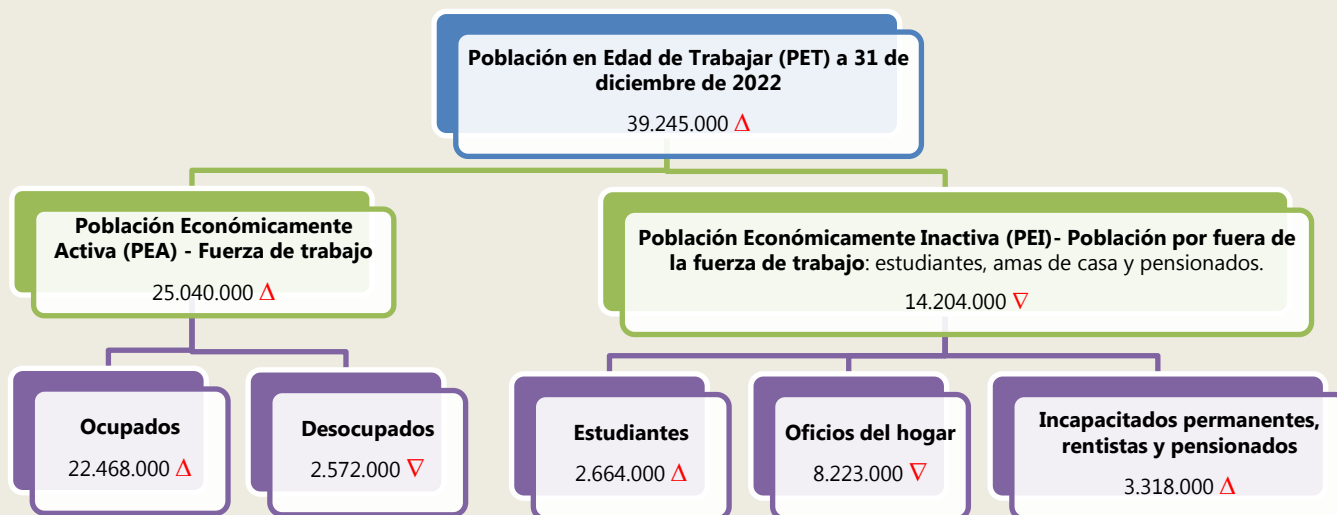 Población en Edad de Trabajar (PET) a 31 de
diciembre de 2022
39.245.000 Δ
Población Económicamente
Activa (PEA) - Fuerza de trabajo
25.040.000 Δ
Población Económicamente Inactiva (PEI)- Población por fuera de
la fuerza de trabajo: estudiantes, amas de casa y pensionados.
14.204.000 ∇
Ocupados
22.468.000 Δ
Desocupados
2.572.000 ∇
Estudiantes
2.664.000 Δ
Oficios del hogar
8.223.000 ∇
Incapacitados permanentes,
rentistas y pensionados
3.318.000 Δ